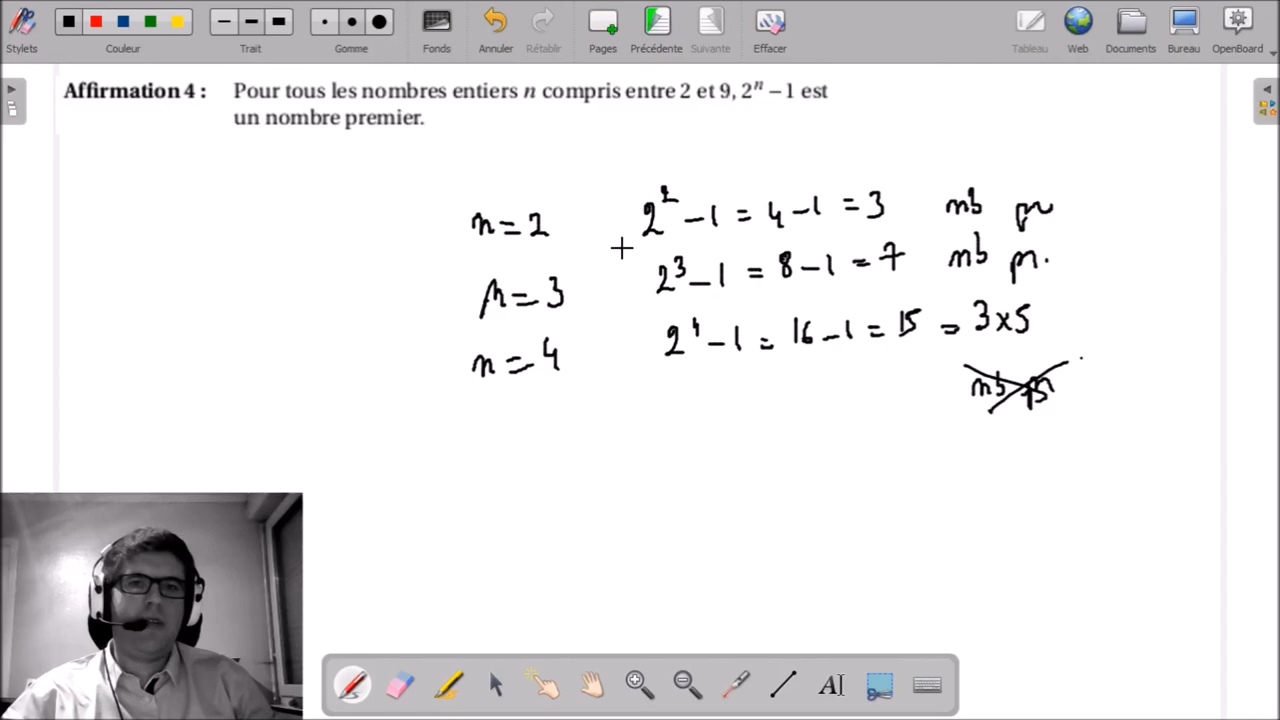 Stylets Couleur Trait Gomme Fonds Annuler Rétablir Pages Précédente Suivante Effacer Tableau Web Documents Bureau OpenBoard
Affirmation 4 : Pour tous les nombres entiers n compris entre 2 et 9, 2ⁿ – 1 est
un nombre premier.
n = 2 2² – 1 = 4 – 1 = 3 nb pr
n = 3 2³ – 1 = 8 – 1 = 7 nb pr.
n = 4 2⁴ – 1 = 16 – 1 = 15 = 3 x 5
nb pr